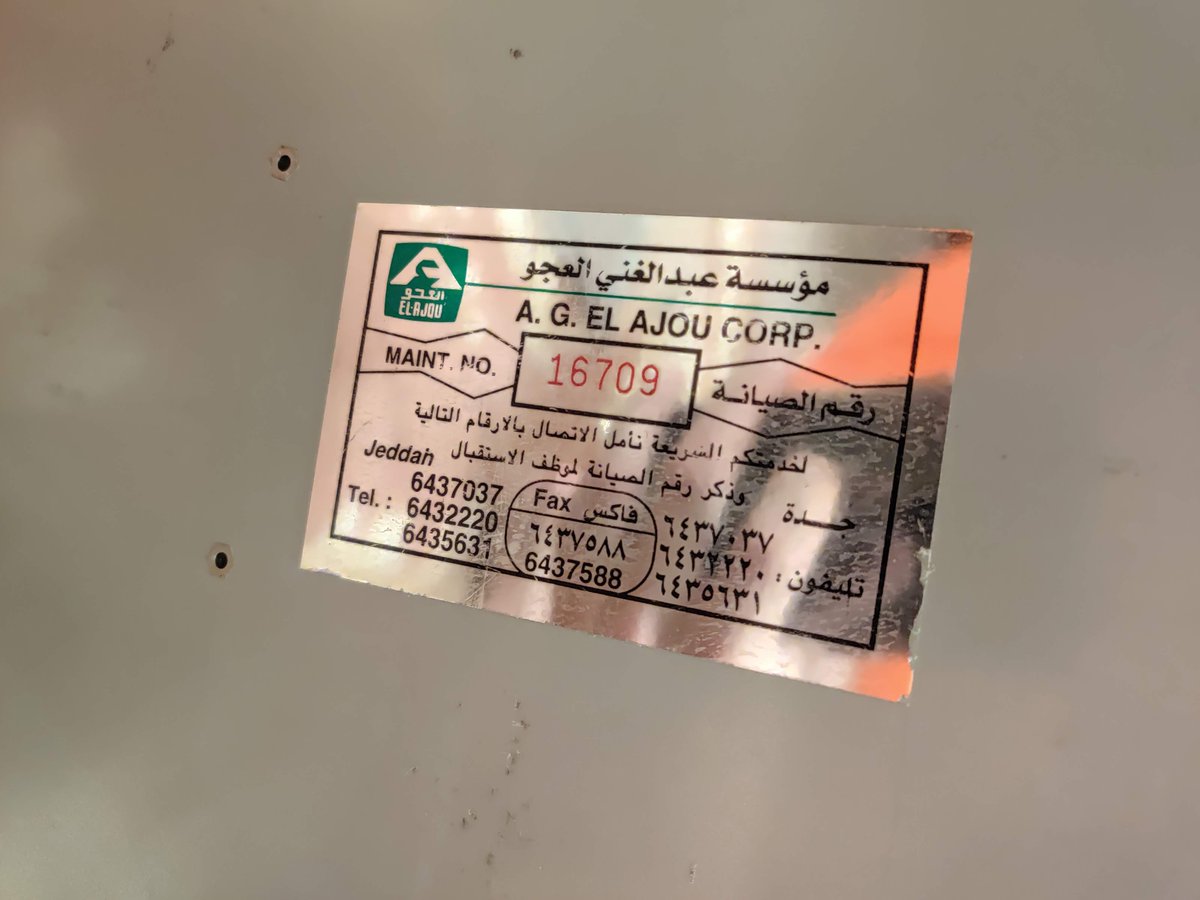 العجو
EL-AJOU
مؤسسة عبدالغني العجو
A. G. EL AJOU CORP.
MAINT. NO. 16709 رقم الصيانة
لخدمتكم السريعة نأمل الاتصال بالارقام التالية
وذكر رقم الصيانة لموظف الاستقبال
Jeddah
Tel. : 6437037
6432220
6435631
Fax فاكس
٦٤٣٧٥٨٨
6437588
جدة
تليفون : ٦٤٣٧٠٣٧
٦٤٣٢٢٢٠
٦٤٣٥٦٣١